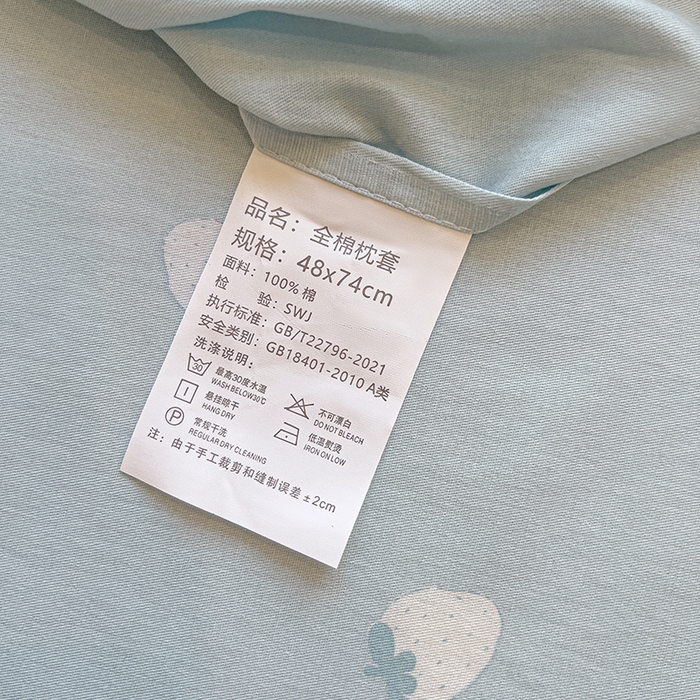 品名：全棉枕套
规格：48x74cm
面料：100%棉
检 验：SWJ
执行标准：GB/T22796-2021
安全类别：GB18401-2010 A类
洗涤说明：
30 最高30度水温
WASH BELOW30℃
不可漂白
DO NOT BLEACH
悬挂晾干
HANG DRY
低温熨烫
IRON ON LOW
P 常规干洗
REGULAR DRY CLEANING
注：由于手工裁剪和缝制误差±2cm